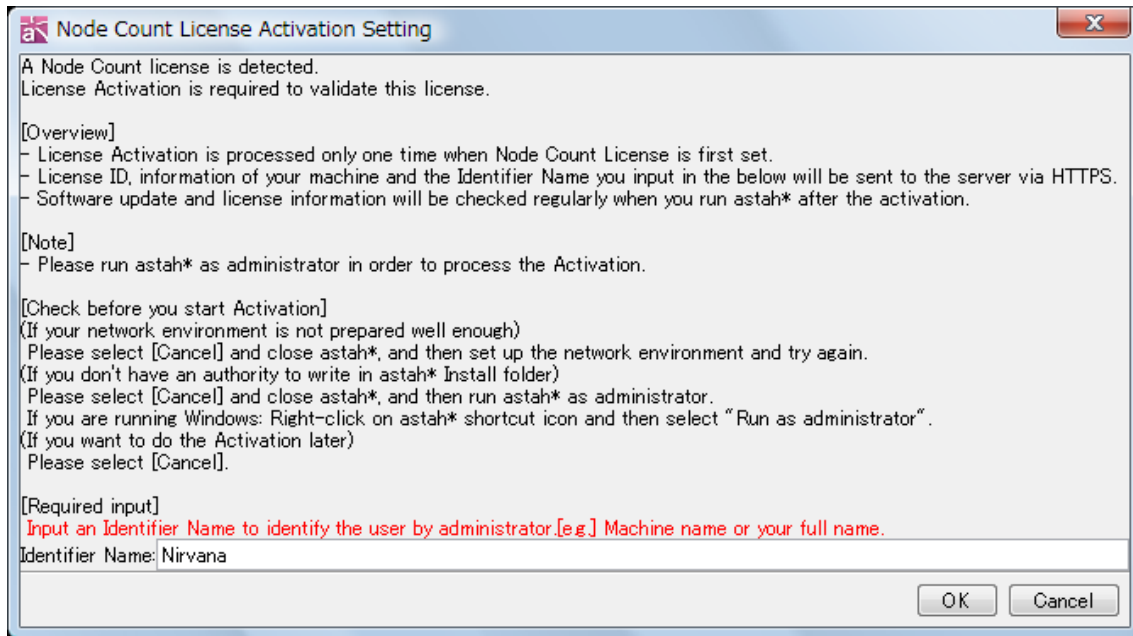 Node Count License Activation Setting
A Node Count license is detected.
License Activation is required to validate this license.
[Overview]
- License Activation is processed only one time when Node Count License is first set.
- License ID, information of your machine and the Identifier Name you input in the below will be sent to the server via HTTPS.
- Software update and license information will be checked regularly when you run astah* after the activation.
[Note]
- Please run astah* as administrator in order to process the Activation.
[Check before you start Activation]
(If your network environment is not prepared well enough)
Please select [Cancel] and close astah*, and then set up the network environment and try again.
(If you don't have an authority to write in astah* Install folder)
Please select [Cancel] and close astah*, and then run astah* as administrator.
If you are running Windows: Right-click on astah* shortcut icon and then select "Run as administrator".
(If you want to do the Activation later)
Please select [Cancel].
[Required input]
Input an Identifier Name to identify the user by administrator.[e.g.] Machine name or your full name.
Identifier Name: Nirvana
OK Cancel